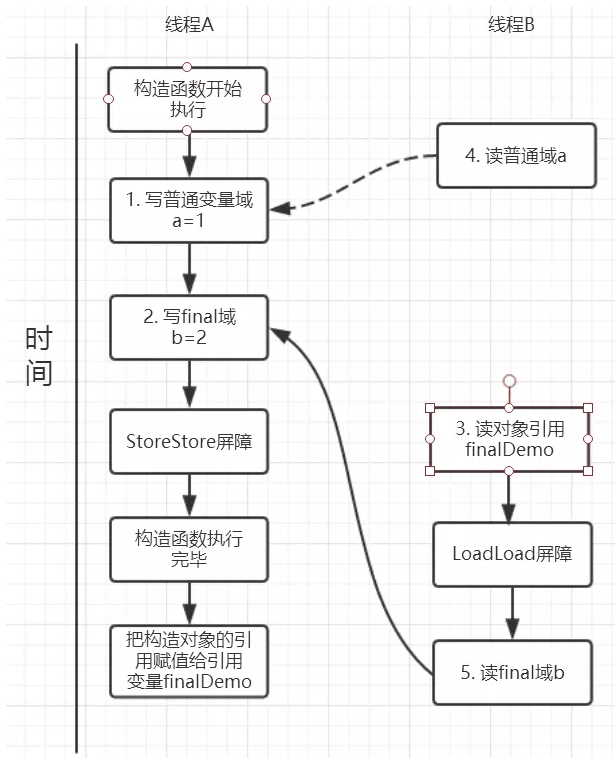 线程A
线程B
构造函数开始
执行
4. 读普通域a
1. 写普通变量域
a=1
时
间
2. 写final域
b=2
3. 读对象引用
finalDemo
StoreStore屏障
构造函数执行
完毕
LoadLoad屏障
把构造对象的引
用赋值给引用
变量finalDemo
5. 读final域b